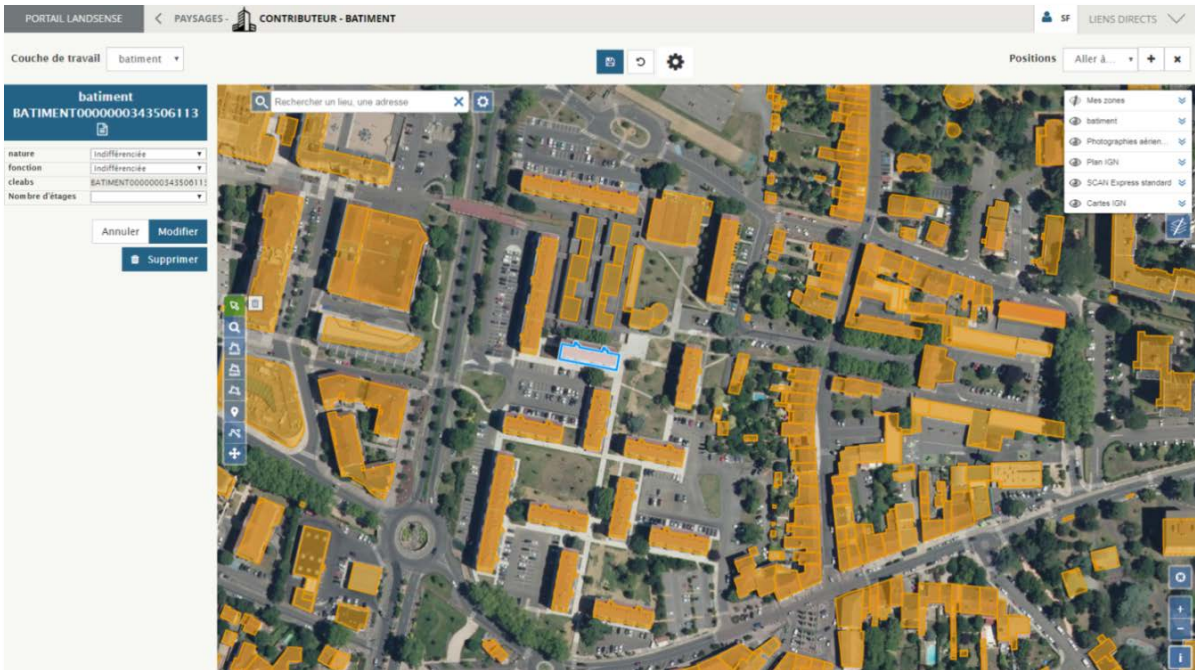 PORTAIL LANDSENSE
PAYSAGES -
CONTRIBUTEUR - BATIMENT
SF
LIENS DIRECTS
Couche de travail
batiment
Positions
Aller à...
batiment
BATIMENT0000000343506113
Rechercher un lieu, une adresse
Mes zones
batiment
Photographies aérien...
Plan IGN
SCAN Express standard
Cartes IGN
nature
Indifférenciée
fonction
Indifférenciée
cleabs
BATIMENT0000000343506113
Nombre d'étages
Annuler
Modifier
Supprimer